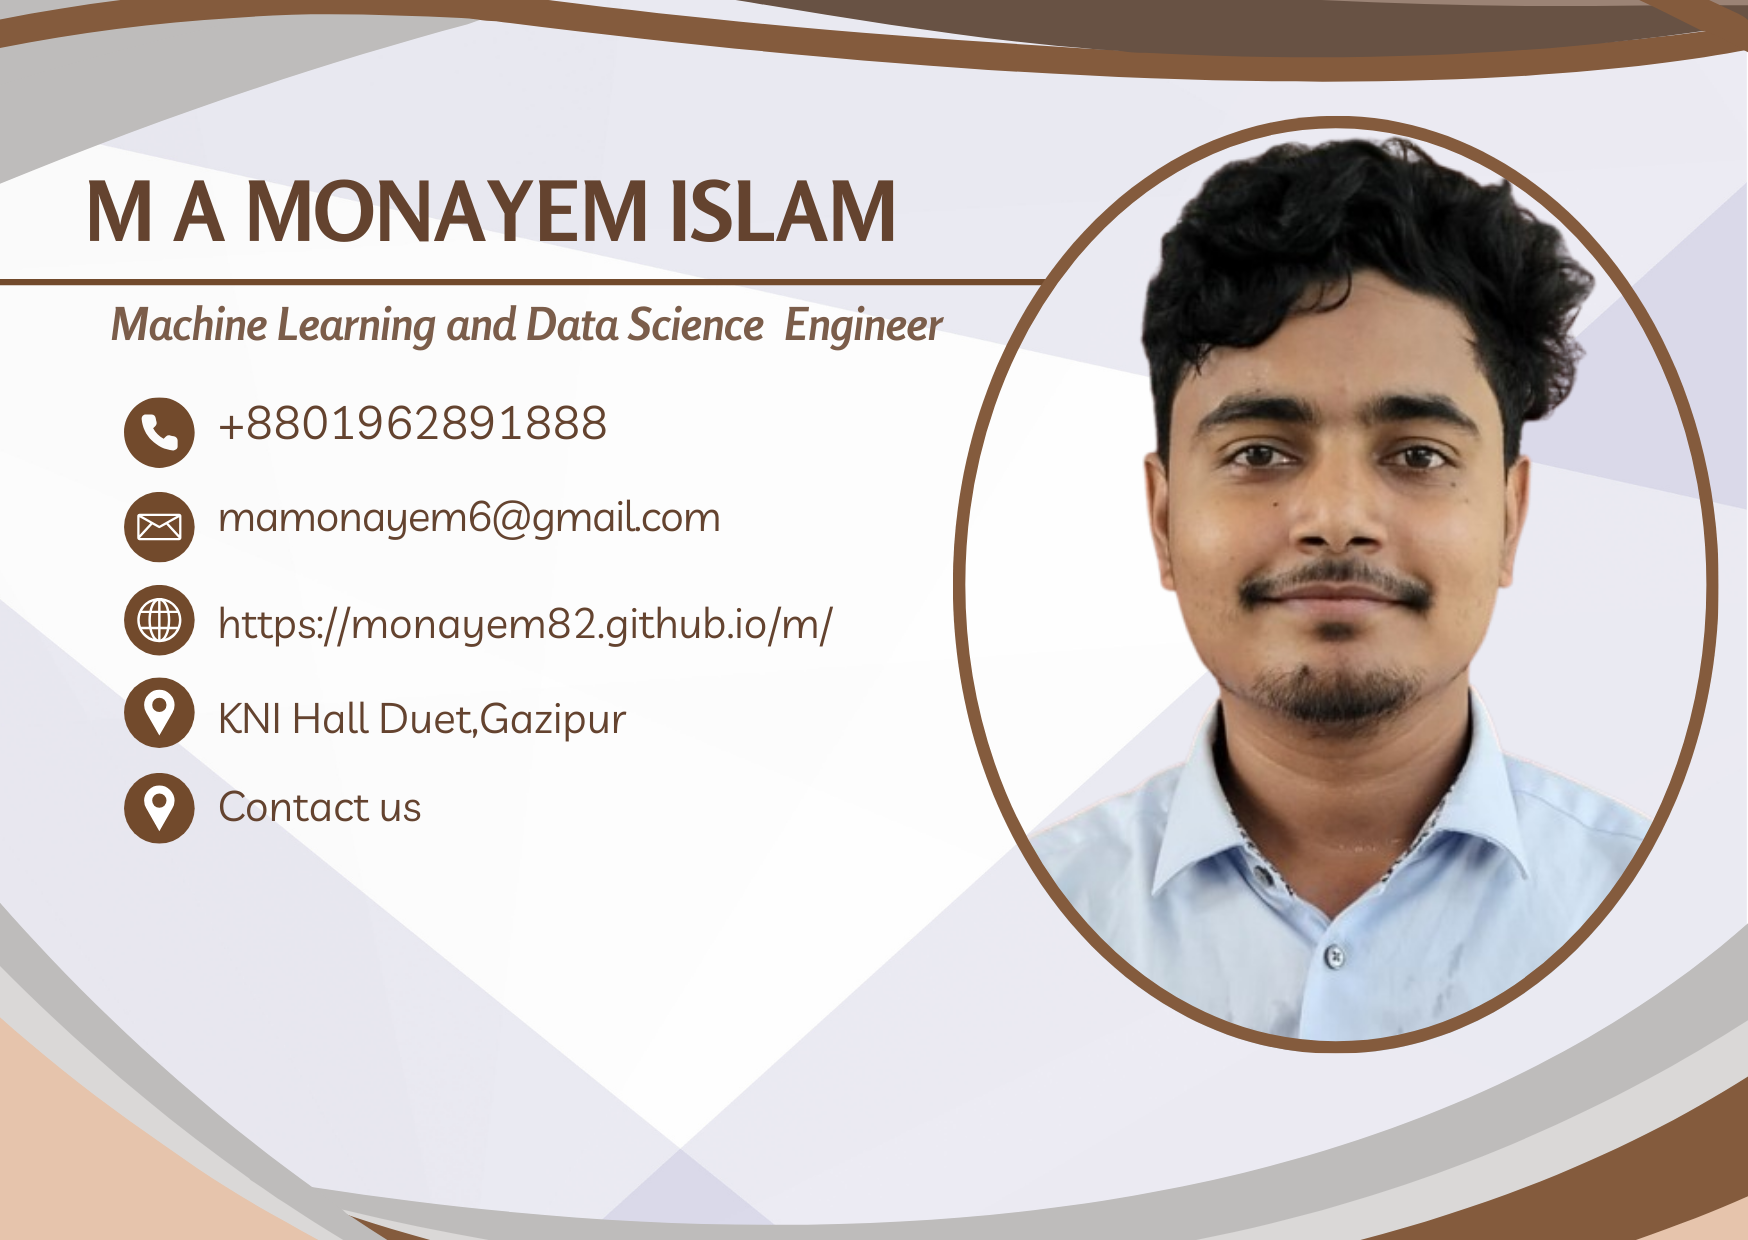 M A MONAYEM ISLAM
Machine Learning and Data Science Engineer
+8801962891888
mamonayem6@gmail.com
https://monayem82.github.io/m/
KNI Hall Duet,Gazipur
Contact us